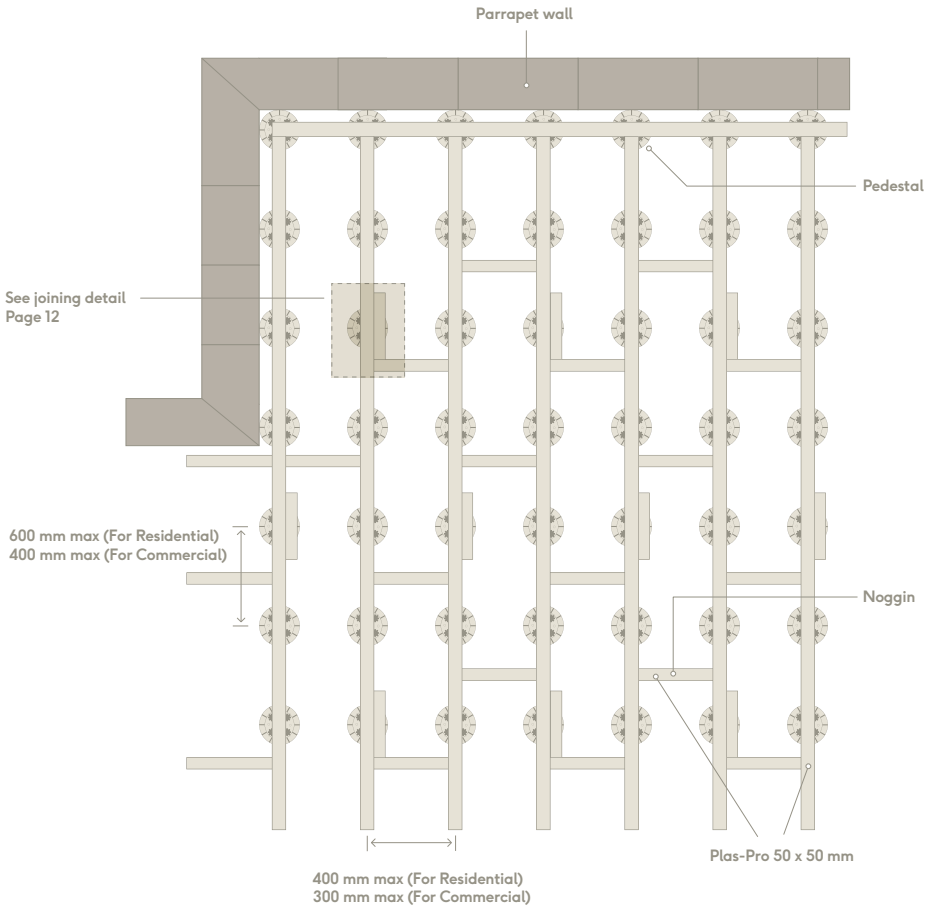 Parrapet wall
Pedestal
See joining detail
Page 12
600 mm max (For Residential)
400 mm max (For Commercial)
Noggin
Plas-Pro 50 x 50 mm
400 mm max (For Residential)
300 mm max (For Commercial)